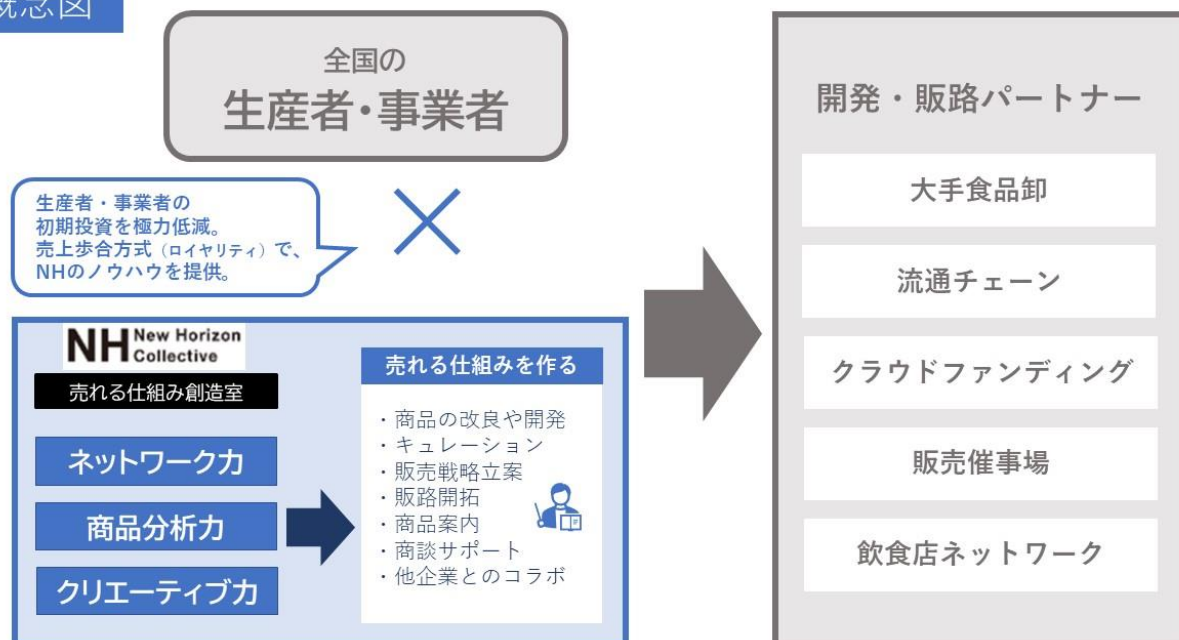 概念図
全国の
生産者・事業者
生産者・事業者の
初期投資を極力低減。
売上歩合方式（ロイヤリティ）で、
NHのノウハウを提供。
NH New Horizon
Collective
売れる仕組み創造室
ネットワーク力
商品分析力
クリエーティブ力
売れる仕組みを作る
・商品の改良や開発
・キュレーション
・販売戦略立案
・販路開拓
・商品案内
・商談サポート
・他企業とのコラボ
開発・販路パートナー
大手食品卸
流通チェーン
クラウドファンディング
販売催事場
飲食店ネットワーク